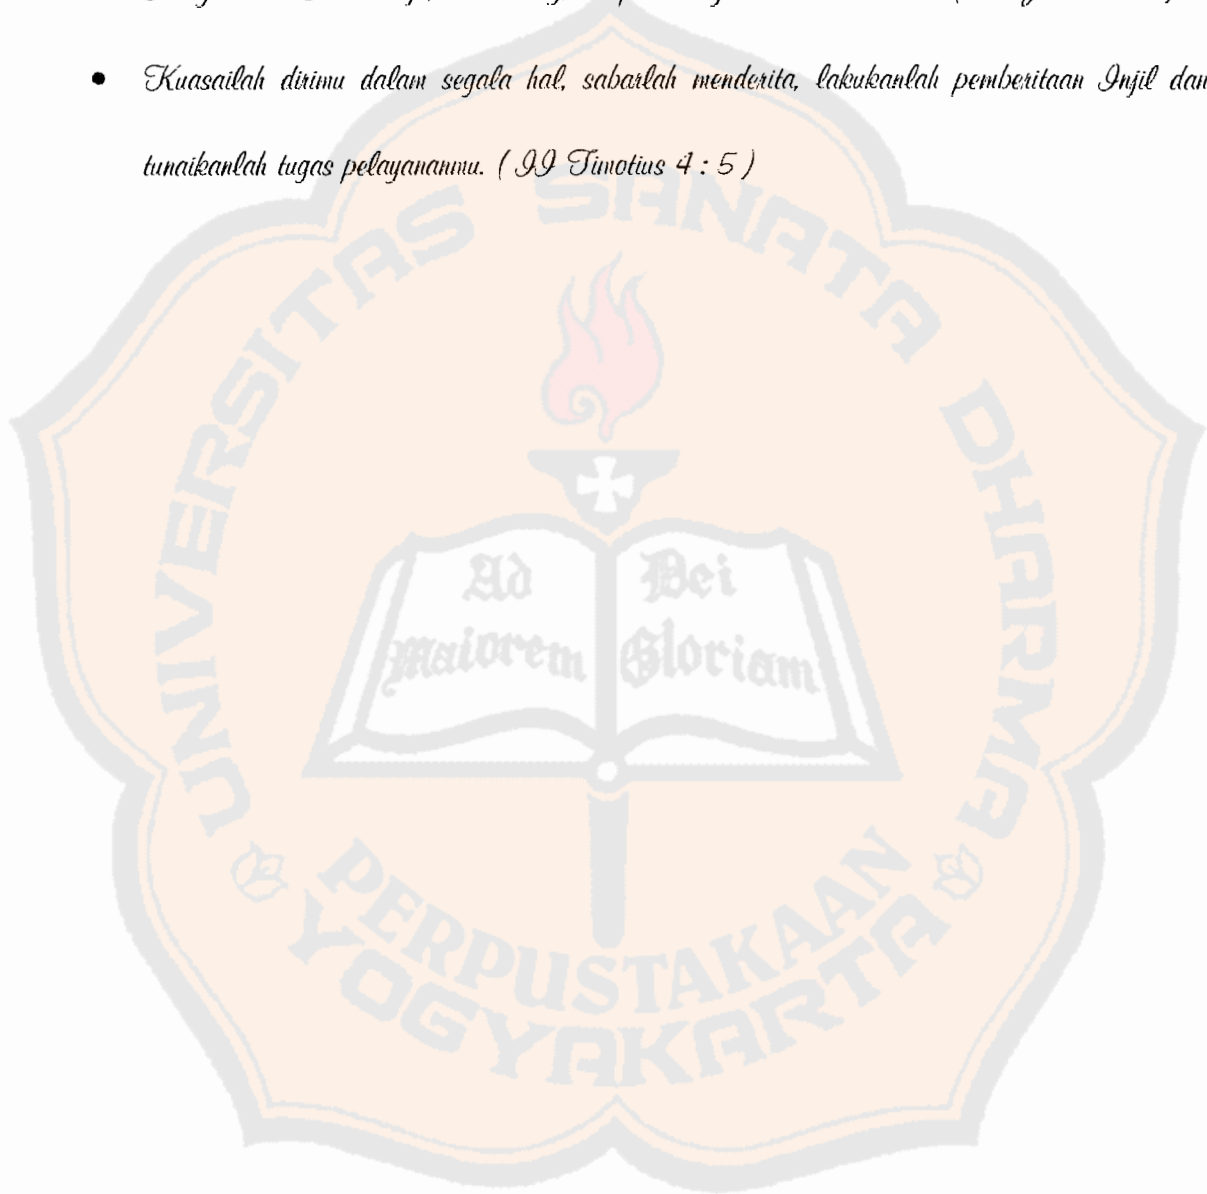 • Kuasailah dirimu dalam segala hal, sabarlah menderita, lakukanlah pemberitaan Injil dan
tunaikanlah tugas pelayananmu. ( II Timotius 4 : 5 )
UNIVERSITAS SANATA DHARMA
Ad
maiorem
Dei
Gloriam
PERPUSTAKAAN
YOGYAKARTA